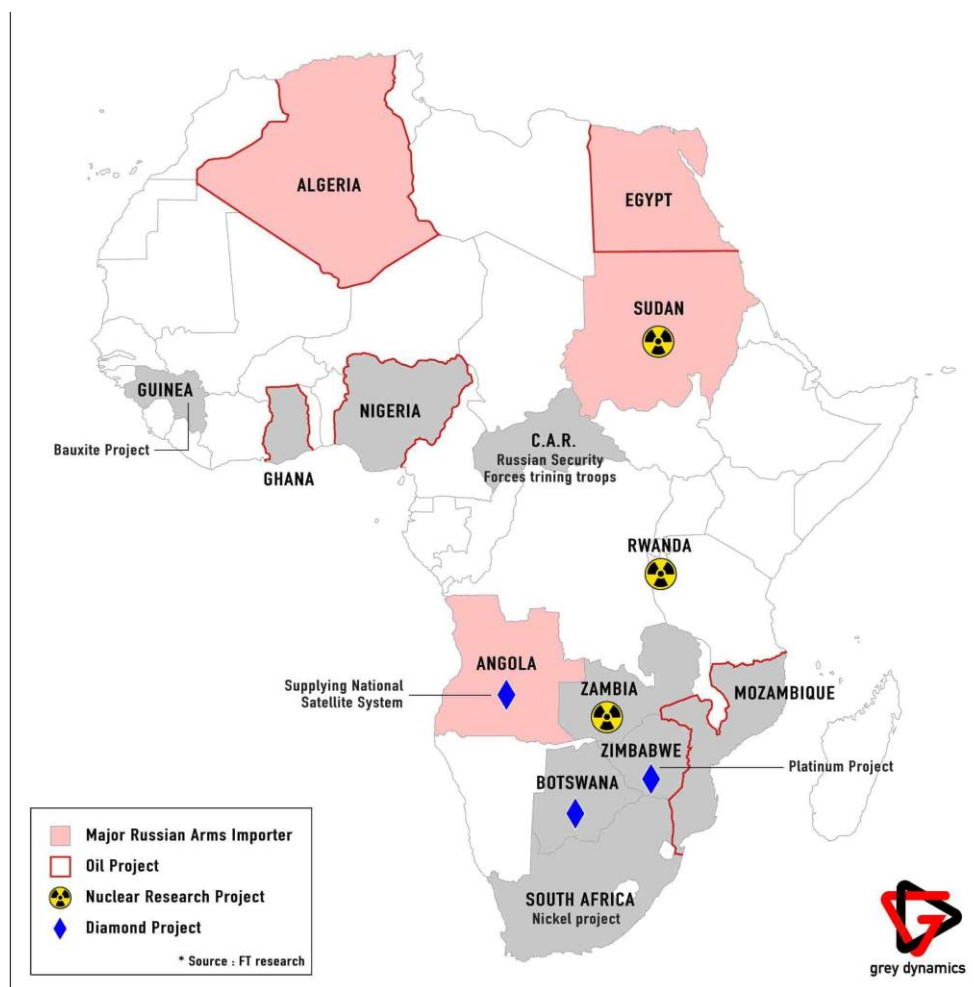 ALGERIA
EGYPT
SUDAN
GUINEA
NIGERIA
Bauxite Project
GHANA
C.A.R.
Russian Security
Forces trining troops
RWANDA
ANGOLA
Supplying National
Satellite System
ZAMBIA
MOZAMBIQUE
ZIMBABWE
Platinum Project
BOTSWANA
SOUTH AFRICA
Nickel project
Major Russian Arms Importer
Oil Project
Nuclear Research Project
Diamond Project
* Source : FT research
grey dynamics